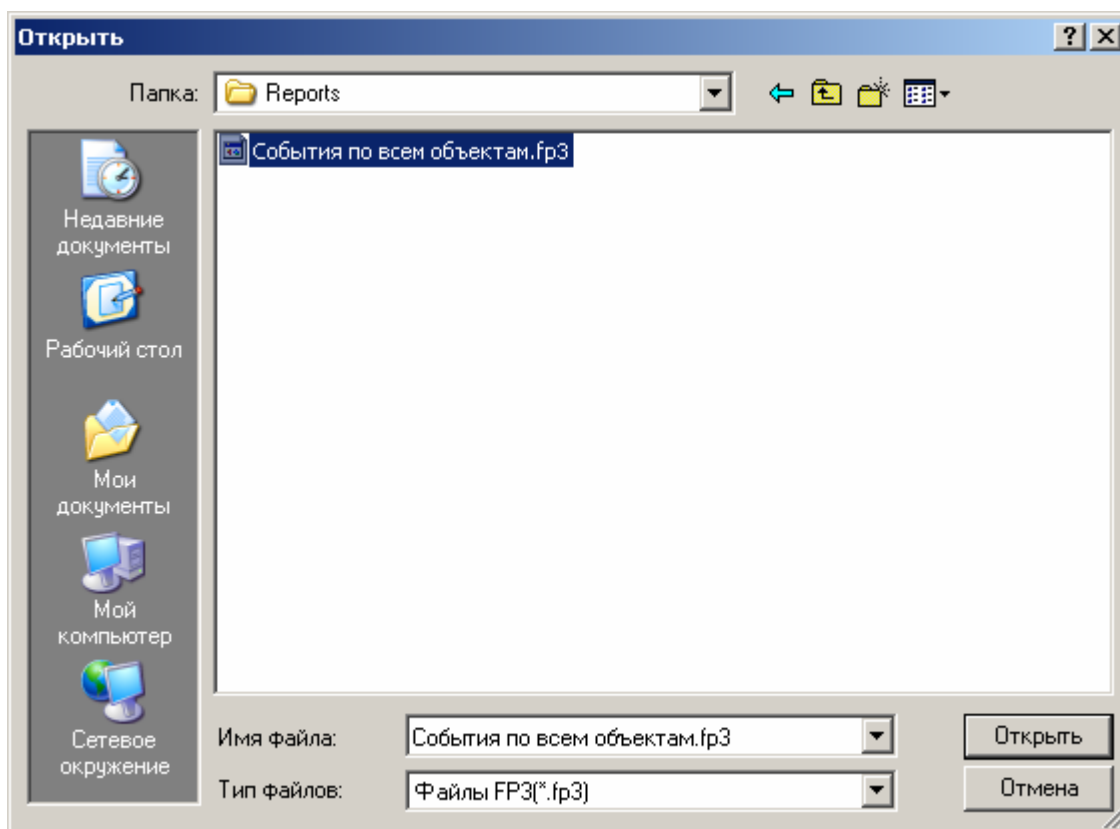 Открыть
Папка: Reports
События по всем объектам.fp3
Недавние
документы
Рабочий стол
Мои
документы
Мой
компьютер
Сетевое
окружение
Имя файла: События по всем объектам.fp3 Открыть
Тип файлов: Файлы FP3(*.fp3) Отмена